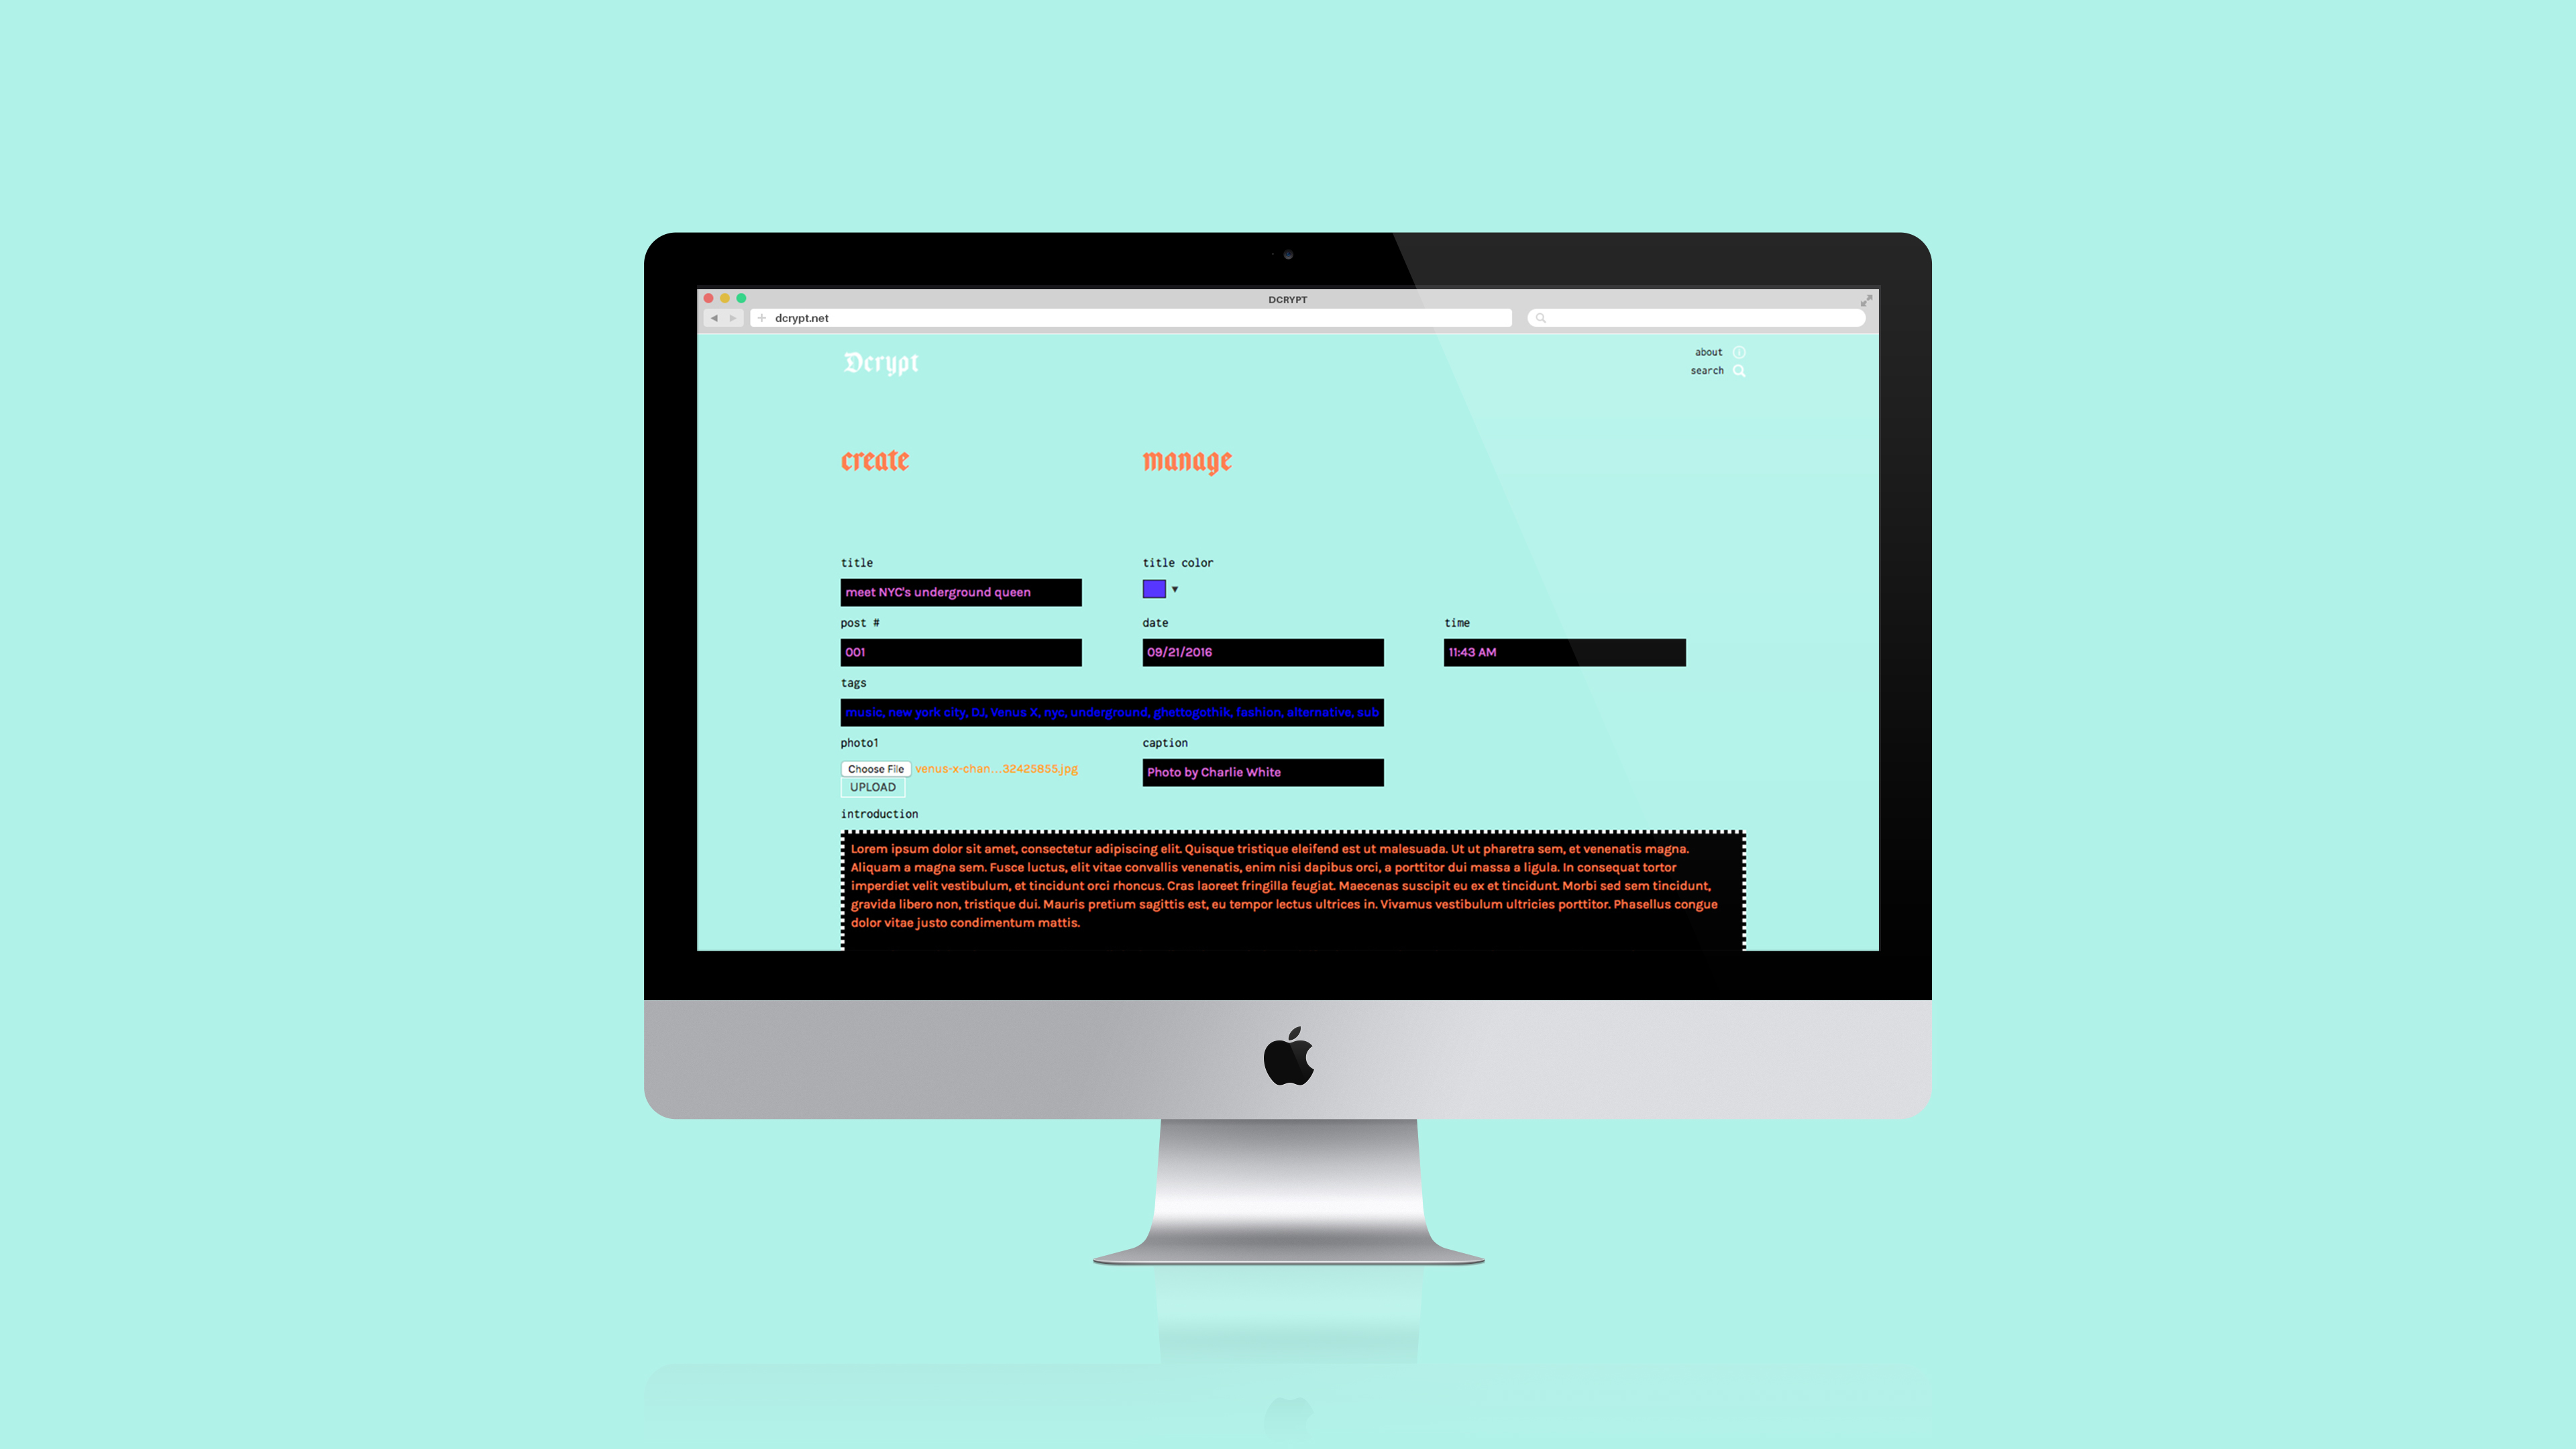 DCRYPT
dcrypt.net
Dcrypt
about
search
create
manage
title
title color
meet NYC's underground queen
post #
date
time
001
09/21/2016
11:43 AM
tags
music, new york city, DJ, Venus X, nyc, underground, ghettogothik, fashion, alternative, sub
photo1
caption
Choose File venus-x-chan...32425855.jpg
Photo by Charlie White
UPLOAD
introduction
Lorem ipsum dolor sit amet, consectetur adipiscing elit. Quisque tristique eleifend est ut malesuada. Ut ut pharetra sem, et venenatis magna.
Aliquam a magna sem. Fusce luctus, elit vitae convallis venenatis, enim nisi dapibus orci, a porttitor dui massa a ligula. In consequat tortor
imperdiet velit vestibulum, et tincidunt orci rhoncus. Cras laoreet fringilla feugiat. Maecenas suscipit eu ex et tincidunt. Morbi sed sem tincidunt,
gravida libero non, tristique dui. Mauris pretium sagittis est, eu tempor lectus ultrices in. Vivamus vestibulum ultricies porttitor. Phasellus congue
dolor vitae justo condimentum mattis.